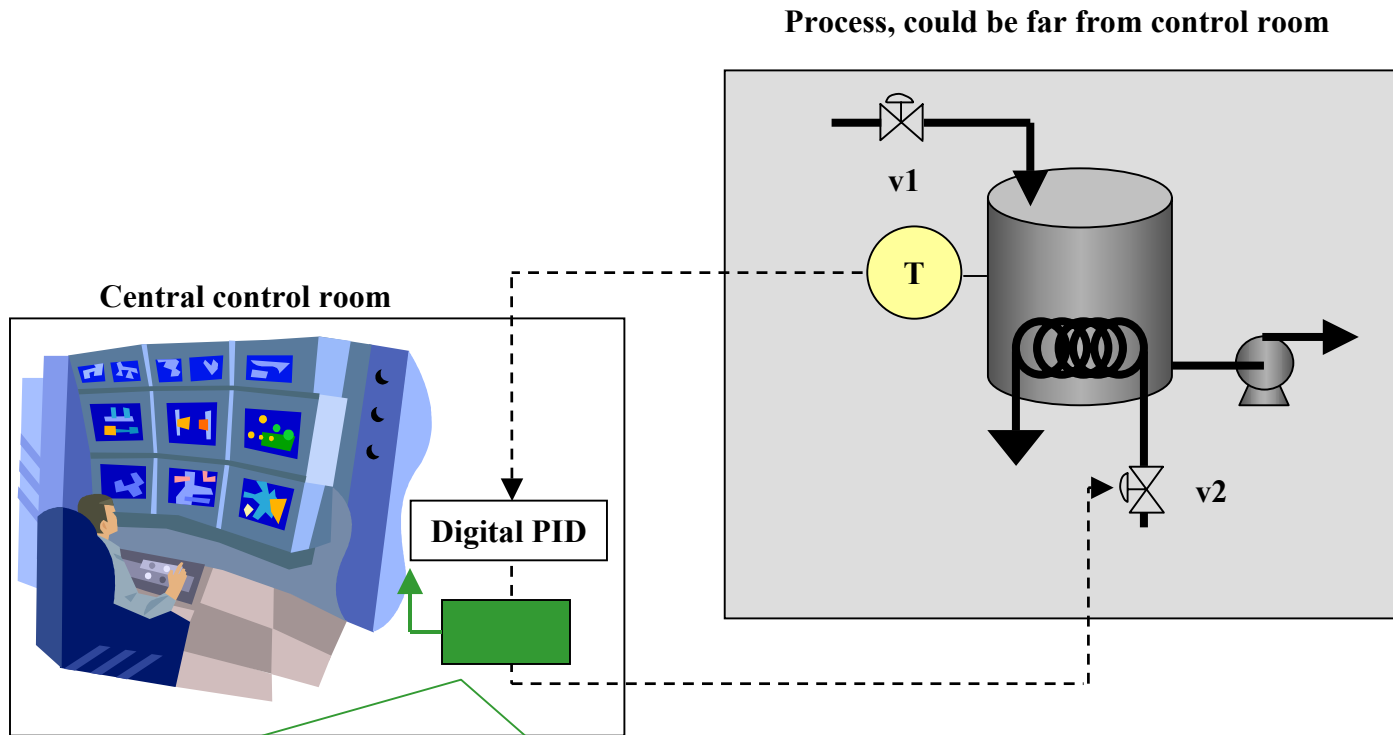 Process, could be far from control room
v1
T
Central control room
Digital PID
v2